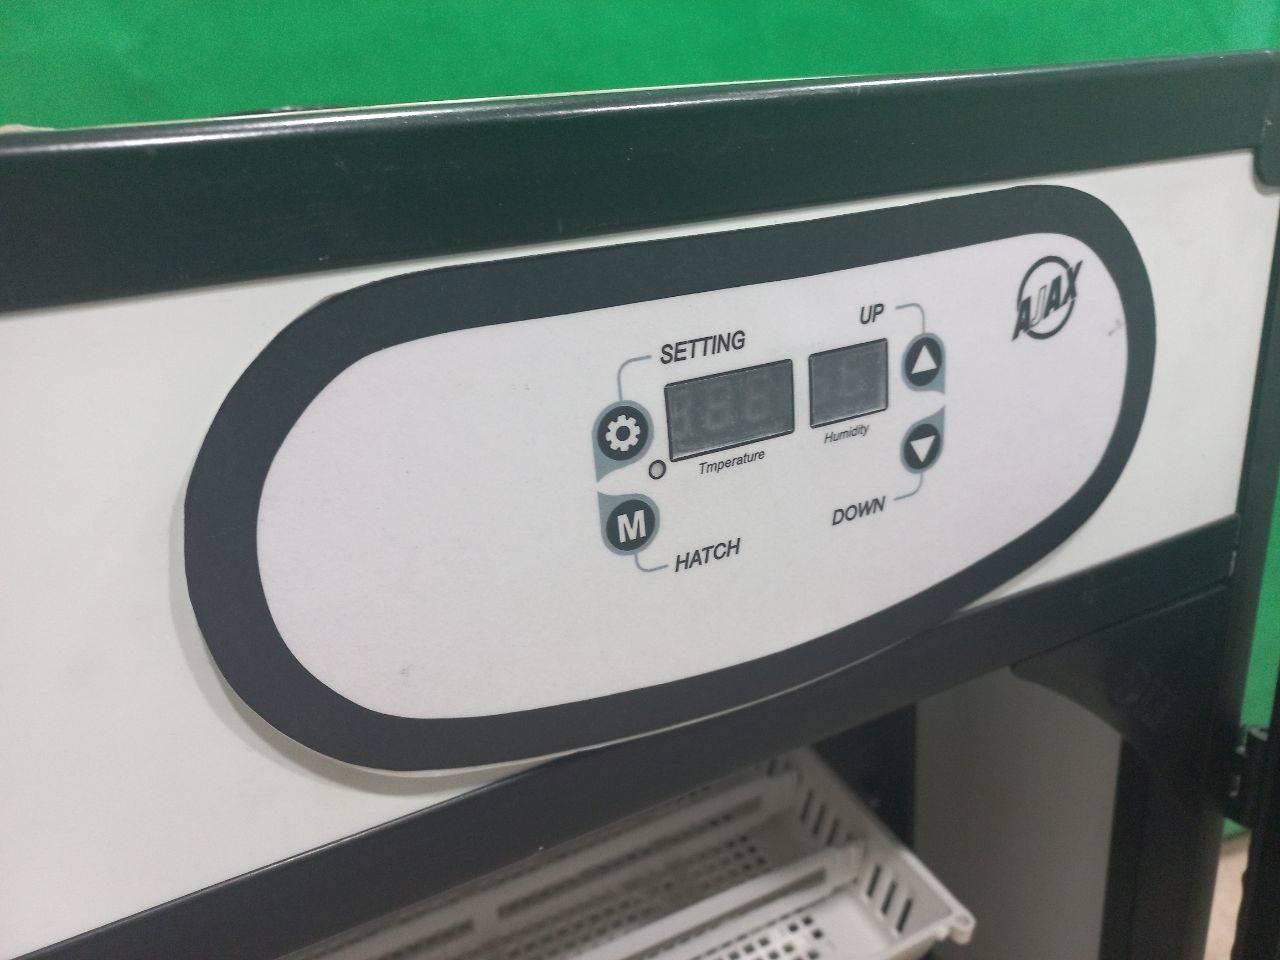 AJAX
UP
SETTING
Tmperature
Humidity
M
DOWN
HATCH